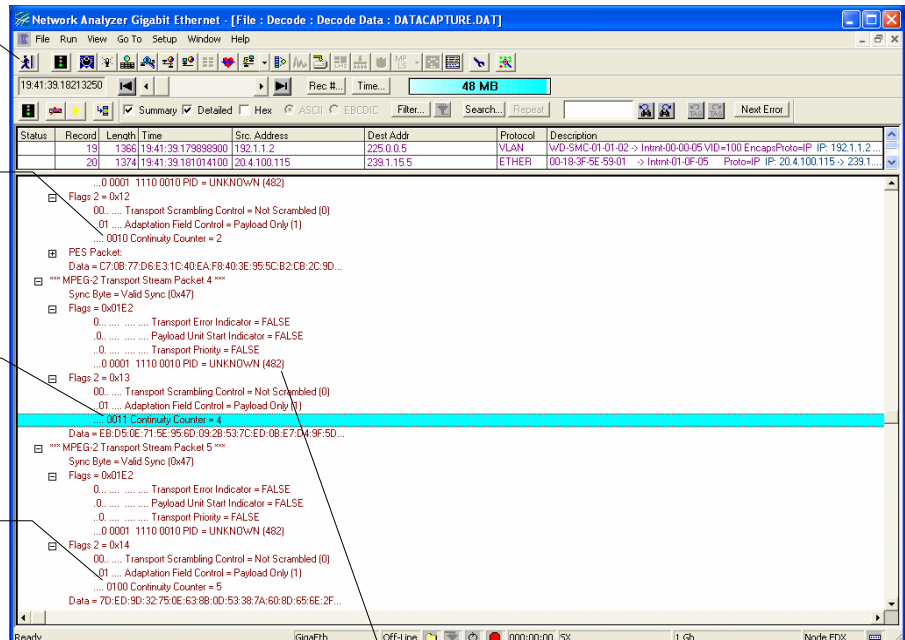 Network Analyzer Gigabit Ethernet - [File : Decode : Decode Data : DATACAPTURE.DAT]
File Run View Go To Setup Window Help
19:41:39.18213250 Rec #... Time... 48 MB
Summary Detailed Hex ASCII EBCDIC Filter... Search... Repeat Next Error
Status Record Length Time Src. Address Dest Addr Protocol Description
19 1366 19:41:39.179898900 192.1.1.2 225.0.0.5 VLAN WD-SMC-01-01-02 -> Intrnt-00-00-05 VID=100 EncapsProto=IP IP: 192.1.1.2 ...
20 1374 19:41:39.181014100 20.4.100.115 239.1.15.5 ETHER 00-18-3F-5E-59-01 -> Intrnt-01-0F-05 Proto=IP IP: 20.4.100.115 -> 239.1....
...0 0001 1110 0010 PID = UNKNOWN (482)
Flags 2 = 0x12
00.. .... Transport Scrambling Control = Not Scrambled (0)
..01 .... Adaptation Field Control = Payload Only (1)
.... 0010 Continuity Counter = 2
PES Packet:
Data = C7:0B:77:D6:E3:1C:40:EA:F8:40:3E:95:5C:B2:CB:2C:9D...
*** MPEG-2 Transport Stream Packet 4 ***
Sync Byte = Valid Sync (0x47)
Flags = 0x01E2
0... .... .... .... Transport Error Indicator = FALSE
.0.. .... .... .... Payload Unit Start Indicator = FALSE
..0. .... .... .... Transport Priority = FALSE
...0 0001 1110 0010 PID = UNKNOWN (482)
Flags 2 = 0x13
00.. .... Transport Scrambling Control = Not Scrambled (0)
..01 .... Adaptation Field Control = Payload Only (1)
.... 0011 Continuity Counter = 4
Data = EB:D5:0E:71:5E:95:6D:09:2B:53:7C:ED:0B:E7:D4:9F:5D...
*** MPEG-2 Transport Stream Packet 5 ***
Sync Byte = Valid Sync (0x47)
Flags = 0x01E2
0... .... .... .... Transport Error Indicator = FALSE
.0.. .... .... .... Payload Unit Start Indicator = FALSE
..0. .... .... .... Transport Priority = FALSE
...0 0001 1110 0010 PID = UNKNOWN (482)
Flags 2 = 0x14
00.. .... Transport Scrambling Control = Not Scrambled (0)
..01 .... Adaptation Field Control = Payload Only (1)
.... 0100 Continuity Counter = 5
Data = 7D:ED:9D:32:75:0E:63:8B:0D:53:38:7A:60:8D:65:6E:2F...
Ready GigaEth Off-Line 000:00:00 5X 1 Gb Node FDX